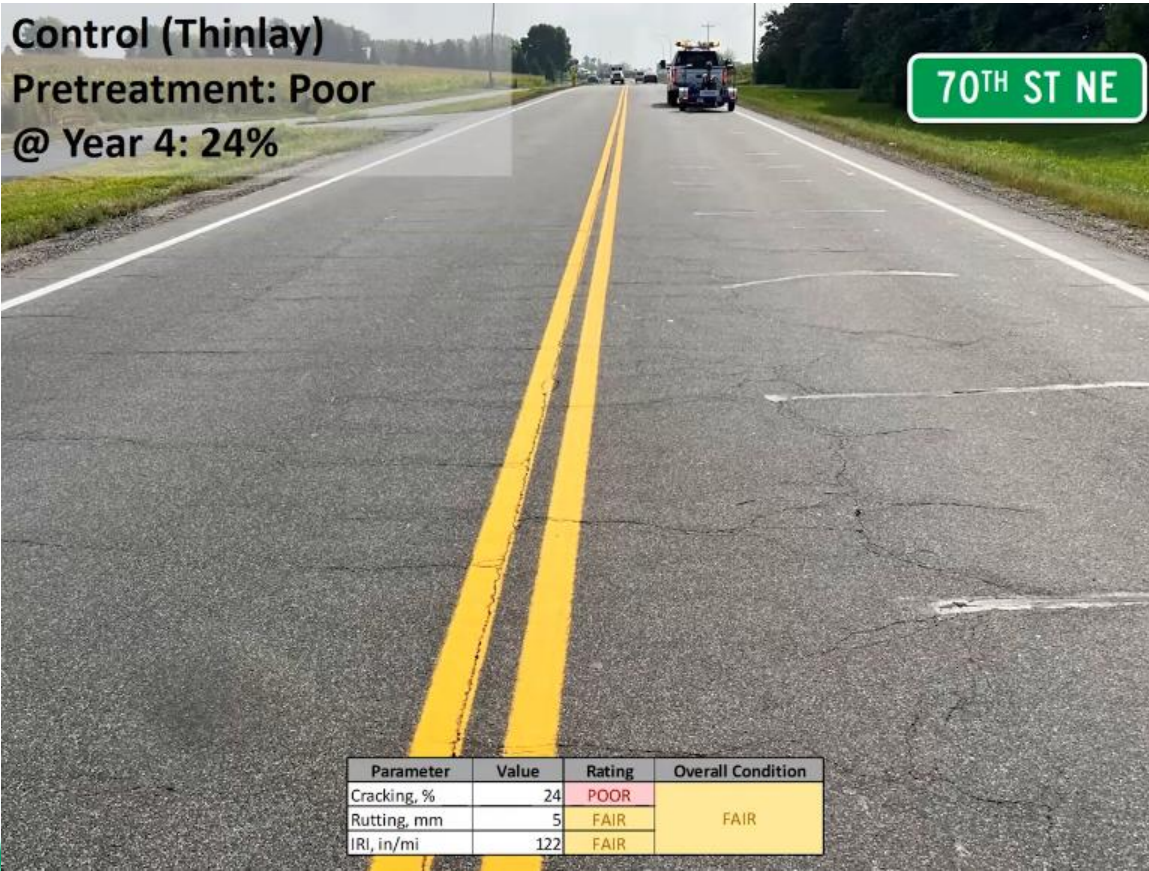 Control (Thinlay)
Pretreatment: Poor
@ Year 4: 24%
70TH ST NE
Parameter Value Rating Overall Condition
Cracking, % 24 POOR
Rutting, mm 5 FAIR FAIR
IRI, in/mi 122 FAIR